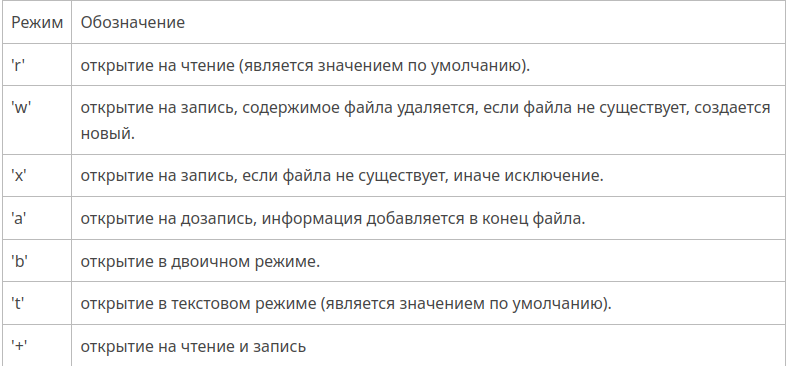 Режим Обозначение
'r' открытие на чтение (является значением по умолчанию).
'w' открытие на запись, содержимое файла удаляется, если файла не существует, создается
новый.
'x' открытие на запись, если файла не существует, иначе исключение.
'a' открытие на дозапись, информация добавляется в конец файла.
'b' открытие в двоичном режиме.
't' открытие в текстовом режиме (является значением по умолчанию).
'+' открытие на чтение и запись